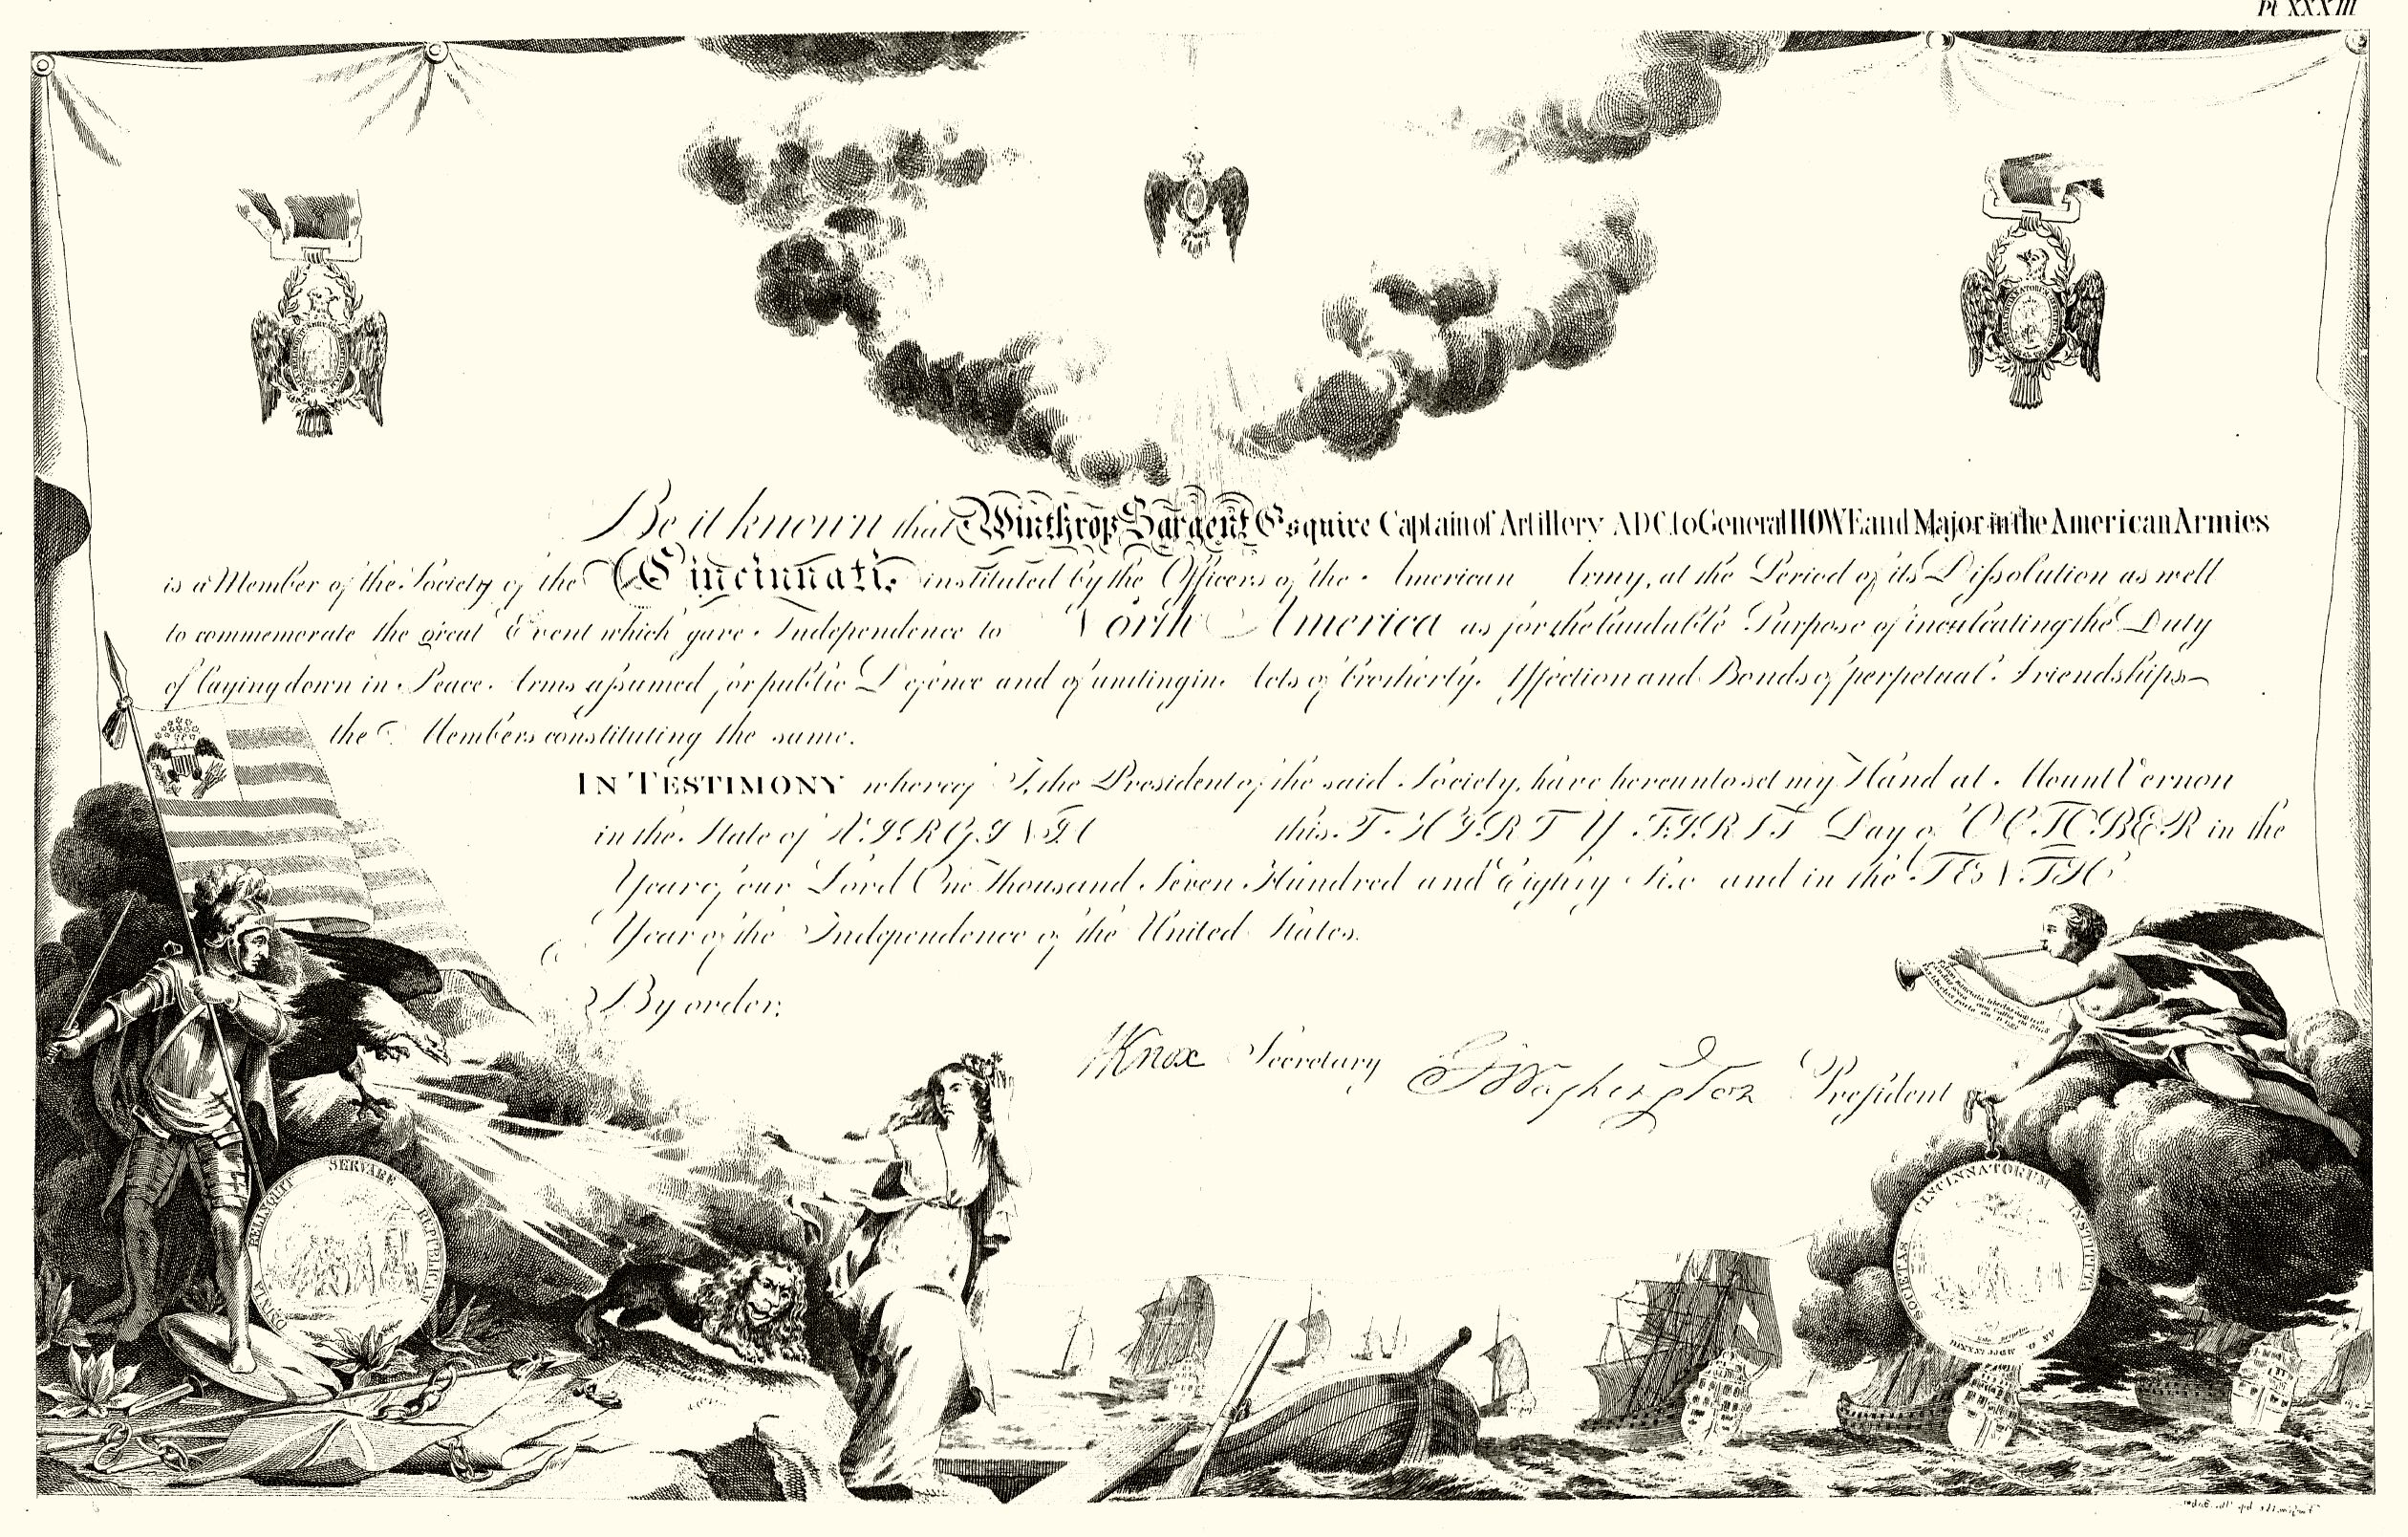 Pl XXXIII
Be it known that Winthrop Sargent Esquire Captain of Artillery ADC. to General HOWE and Major in the American Armies
is a Member of the Society of the Cincinnati, instituted by the Officers of the American Army, at the Period of its Dissolution as well
to commemorate the great Event which gave Independence to North America as for the laudable Purpose of inculcating the Duty
of laying down in Peace Arms assumed for public Defence and of uniting in Acts of brotherly Affection and Bonds of perpetual Friendships
the Members constituting the same.
IN TESTIMONY whereof I, the President of the said Society, have hereunto set my Hand at Mount Vernon
in the State of VIRGINIA this THIRTY FIRST Day of OCTOBER in the
Year of our Lord One Thousand Seven Hundred and Eighty Six and in the TENTH
Year of the Independence of the United States.
By order,
HKnox Secretary
GWashington President
OMNIA RELINQUIT SERVARE REPUBLICAM
SOCIETAS CINCINNATORUM INSTITUTA